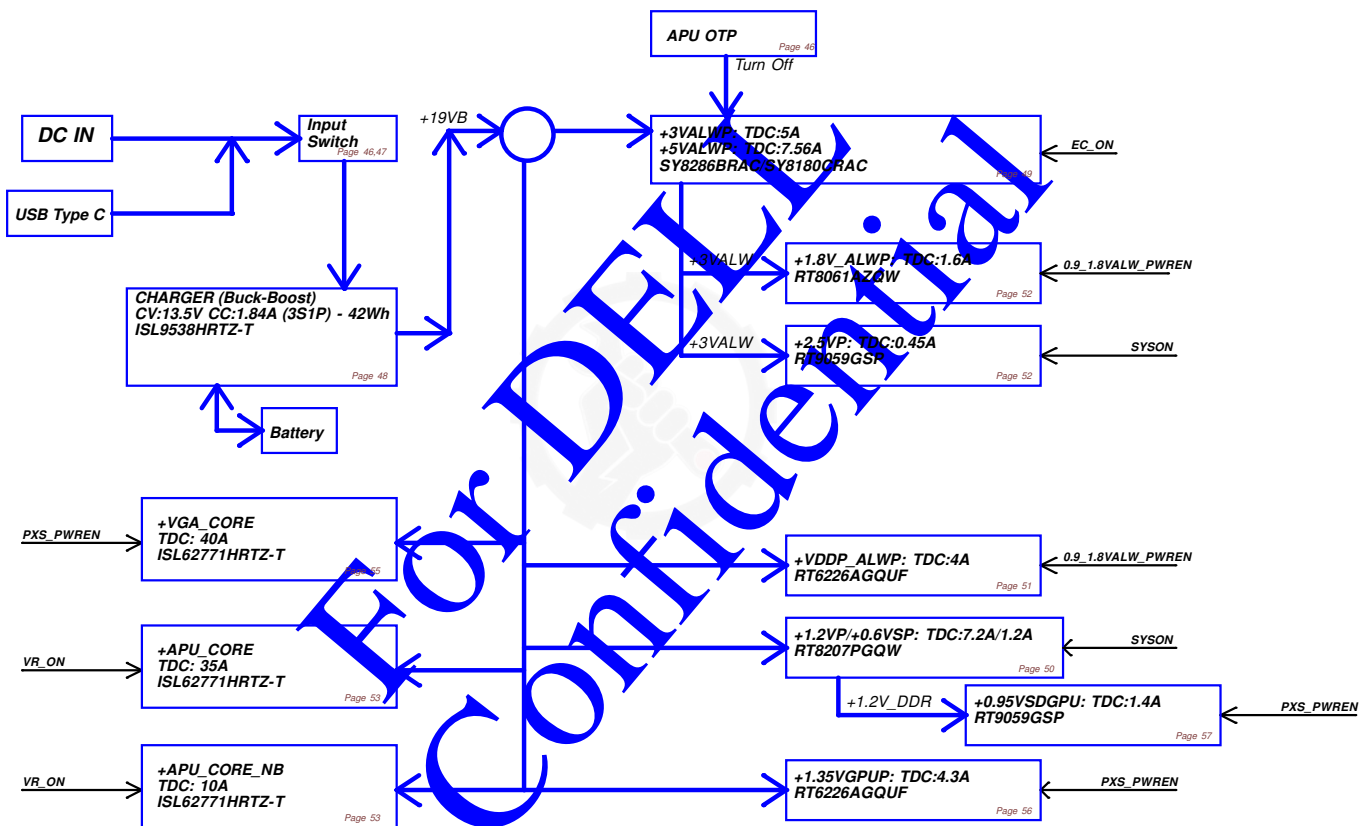 APU OTP
Page 46
Turn Off
DC IN
Input
Switch
Page 46,47
+19VB
+3VALWP: TDC:5A
+5VALWP: TDC:7.56A
SY8286BRAC/SY8180CRAC
Page 49
EC_ON
USB Type C
+3VALW
+1.8V_ALWP: TDC:1.6A
RT8061AZQW
Page 52
0.9_1.8VALW_PWREN
CHARGER (Buck-Boost)
CV:13.5V CC:1.84A (3S1P) - 42Wh
ISL9538HRTZ-T
Page 48
+3VALW
+2.5VP: TDC:0.45A
RT9059GSP
Page 52
SYSON
Battery
For DELL
Confidential
PXS_PWREN
+VGA_CORE
TDC: 40A
ISL62771HRTZ-T
Page 55
+VDDP_ALWP: TDC:4A
RT6226AGQUF
Page 51
0.9_1.8VALW_PWREN
VR_ON
+APU_CORE
TDC: 35A
ISL62771HRTZ-T
Page 53
+1.2VP/+0.6VSP: TDC:7.2A/1.2A
RT8207PGQW
Page 50
SYSON
+1.2V_DDR
+0.95VSDGPU: TDC:1.4A
RT9059GSP
Page 57
PXS_PWREN
VR_ON
+APU_CORE_NB
TDC: 10A
ISL62771HRTZ-T
Page 53
+1.35VGPUP: TDC:4.3A
RT6226AGQUF
Page 56
PXS_PWREN